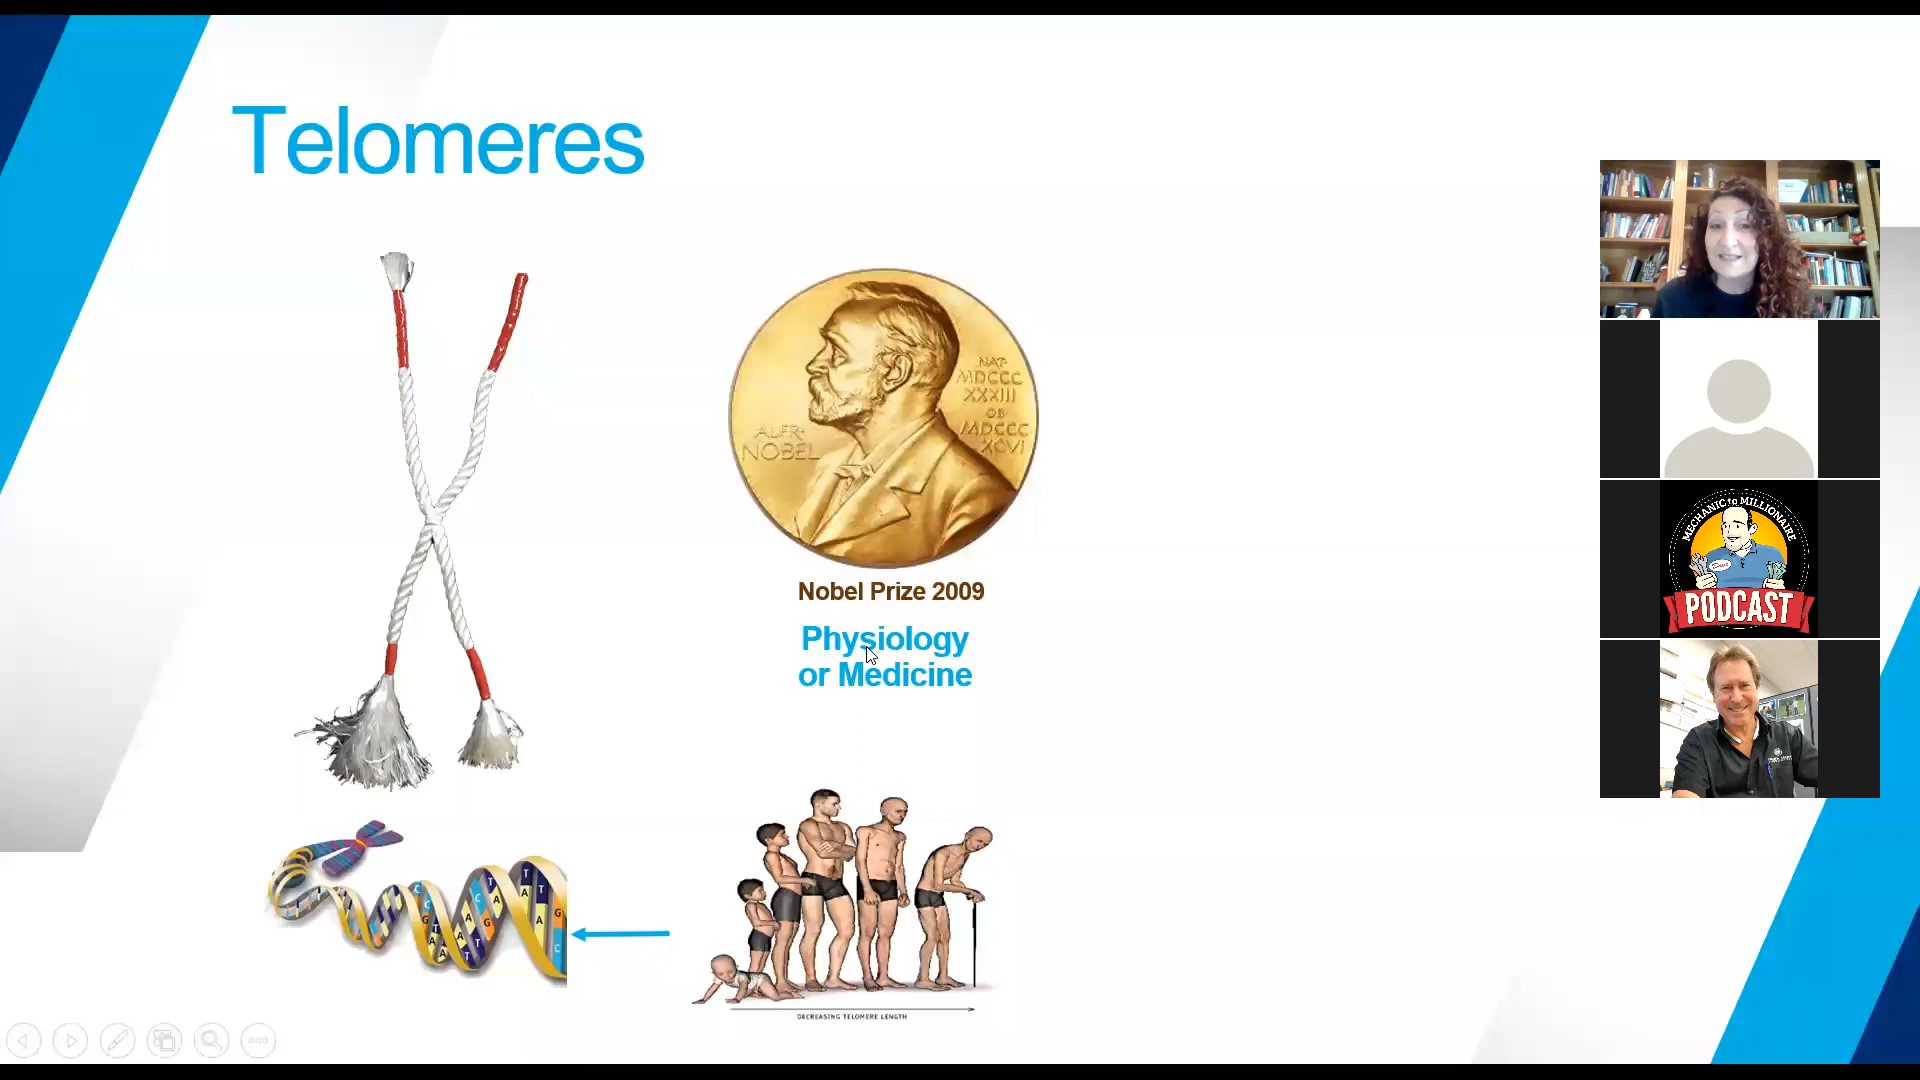 Telomeres
NAT
MDCCC
XXXIII
OB
MDCCC
XCVI
ALFR
NOBEL
Nobel Prize 2009
Physiology
or Medicine
DECREASING TELOMERE LENGTH
MECHANIC to MILLIONAIRE
PODCAST